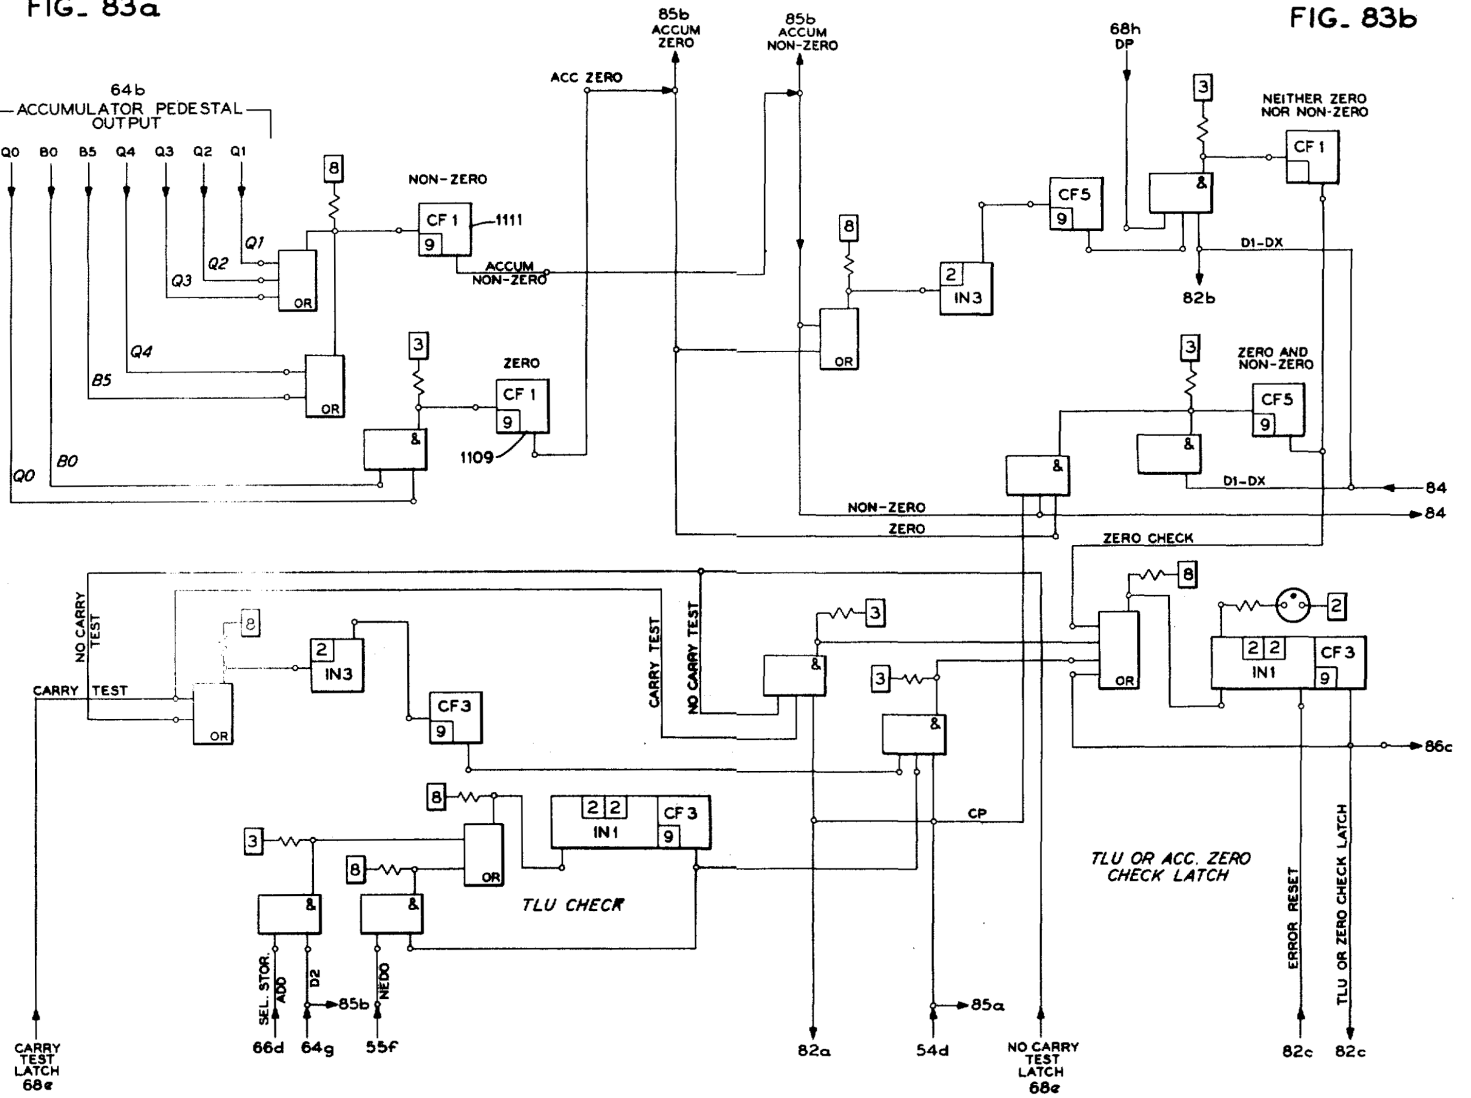 FIG_ 83a
FIG_ 83b
85b
ACCUM
ZERO
85b
ACCUM
NON-ZERO
68h
DP
ACC ZERO
64b
ACCUMULATOR PEDESTAL
OUTPUT
Q0 B0 B5 Q4 Q3 Q2 Q1
8
NON-ZERO
CF 1
9
1111
Q1
Q2
Q3
OR
ACCUM
NON-ZERO
Q4
B5
OR
3
ZERO
CF 1
9
1109
&
Q0
B0
8
OR
2
IN3
CF5
9
3
&
NEITHER ZERO
NOR NON-ZERO
CF 1
D1-DX
82b
3
ZERO AND
NON-ZERO
CF5
9
&
&
D1-DX
84
NON-ZERO
84
ZERO
ZERO CHECK
NO CARRY
TEST
CARRY TEST
8
OR
2
IN3
CF3
9
CARRY TEST
NO CARRY TEST
3
&
3
&
8
OR
2
2 2
IN1
CF 3
9
86c
8
3
8
OR
2 2
IN1
CF 3
9
CP
&
&
TLU CHECK
TLU OR ACC. ZERO
CHECK LATCH
SEL. STOR.
ADD
D2
NEDO
85b
85a
ERROR RESET
TLU OR ZERO CHECK LATCH
CARRY
TEST
LATCH
68e
66d
64g
55f
82a
54d
NO CARRY
TEST
LATCH
68e
82c
82c